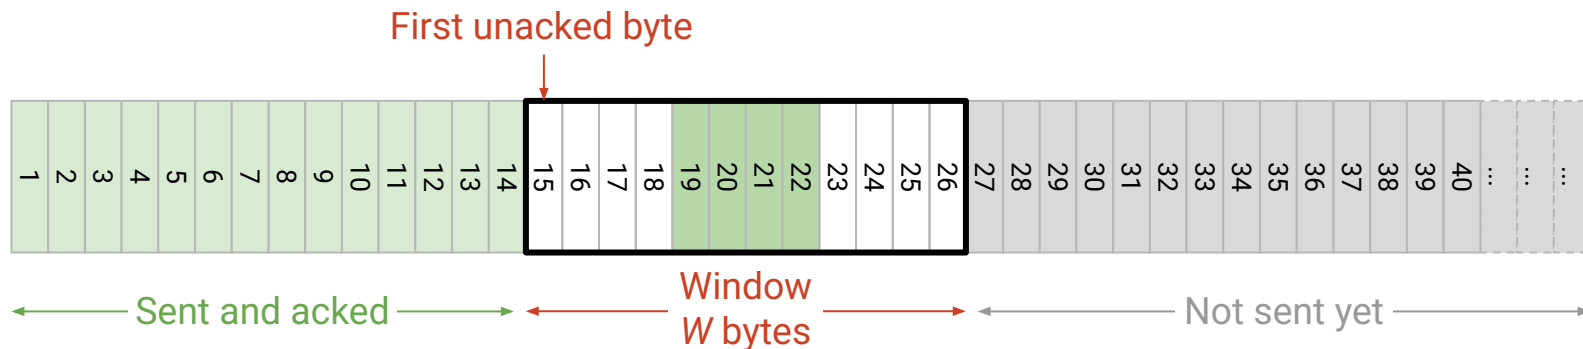 First unacked byte
1 2 3 4 5 6 7 8 9 10 11 12 13 14 15 16 17 18 19 20 21 22 23 24 25 26 27 28 29 30 31 32 33 34 35 36 37 38 39 40 ... ... ...
Sent and acked
Window
W bytes
Not sent yet